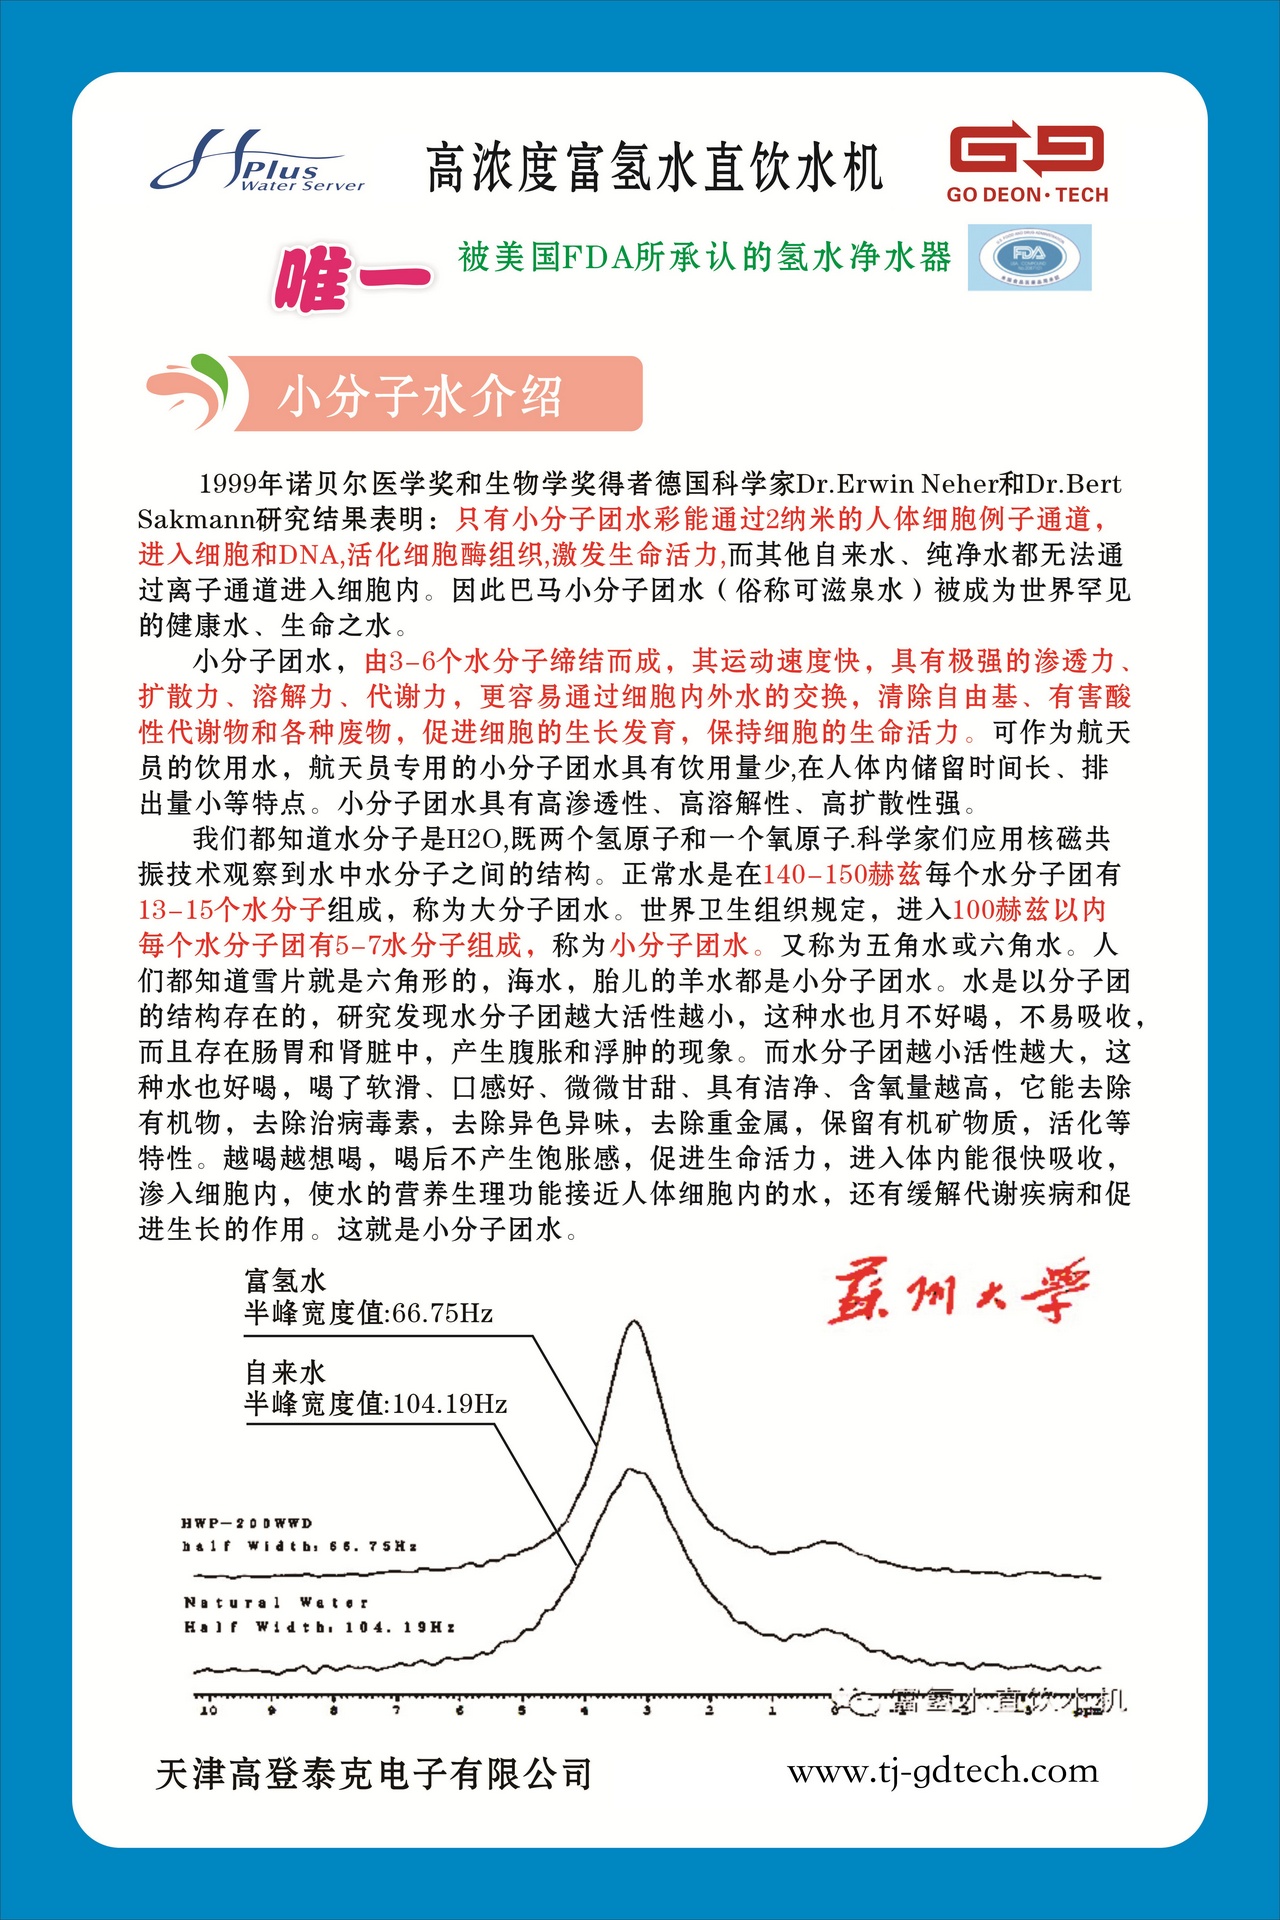 HPlus
Water Server
高浓度富氢水直饮水机
GO DEON·TECH
唯一
被美国FDA所承认的氢水净水器
FDA
小分子水介绍
1999年诺贝尔医学奖和生物学奖得者德国科学家Dr.Erwin Neher和Dr.Bert
Sakmann研究结果表明：只有小分子团水彩能通过2纳米的人体细胞例子通道，
进入细胞和DNA,活化细胞酶组织,激发生命活力,而其他自来水、纯净水都无法通
过离子通道进入细胞内。因此巴马小分子团水（俗称可滋泉水）被成为世界罕见
的健康水、生命之水。
小分子团水，由3-6个水分子缔结而成，其运动速度快，具有极强的渗透力、
扩散力、溶解力、代谢力，更容易通过细胞内外水的交换，清除自由基、有害酸
性代谢物和各种废物，促进细胞的生长发育，保持细胞的生命活力。可作为航天
员的饮用水，航天员专用的小分子团水具有饮用量少,在人体内储留时间长、排
出量小等特点。小分子团水具有高渗透性、高溶解性、高扩散性强。
我们都知道水分子是H2O,既两个氢原子和一个氧原子.科学家们应用核磁共
振技术观察到水中水分子之间的结构。正常水是在140-150赫兹每个水分子团有
13-15个水分子组成，称为大分子团水。世界卫生组织规定，进入100赫兹以内
每个水分子团有5-7水分子组成，称为小分子团水。又称为五角水或六角水。人
们都知道雪片就是六角形的，海水，胎儿的羊水都是小分子团水。水是以分子团
的结构存在的，研究发现水分子团越大活性越小，这种水也月不好喝，不易吸收，
而且存在肠胃和肾脏中，产生腹胀和浮肿的现象。而水分子团越小活性越大，这
种水也好喝，喝了软滑、口感好、微微甘甜、具有洁净、含氧量越高，它能去除
有机物，去除治病毒素，去除异色异味，去除重金属，保留有机矿物质，活化等
特性。越喝越想喝，喝后不产生饱胀感，促进生命活力，进入体内能很快吸收，
渗入细胞内，使水的营养生理功能接近人体细胞内的水，还有缓解代谢疾病和促
进生长的作用。这就是小分子团水。
蘇州大學
富氢水
半峰宽度值:66.75Hz
自来水
半峰宽度值:104.19Hz
HWP-200WWD
half Width: 66.75Hz
Natural Water
Half Width: 104.19Hz
10 9 8 7 6 5 4 3 2 1 0
富氢水直饮水机
天津高登泰克电子有限公司
www.tj-gdtech.com